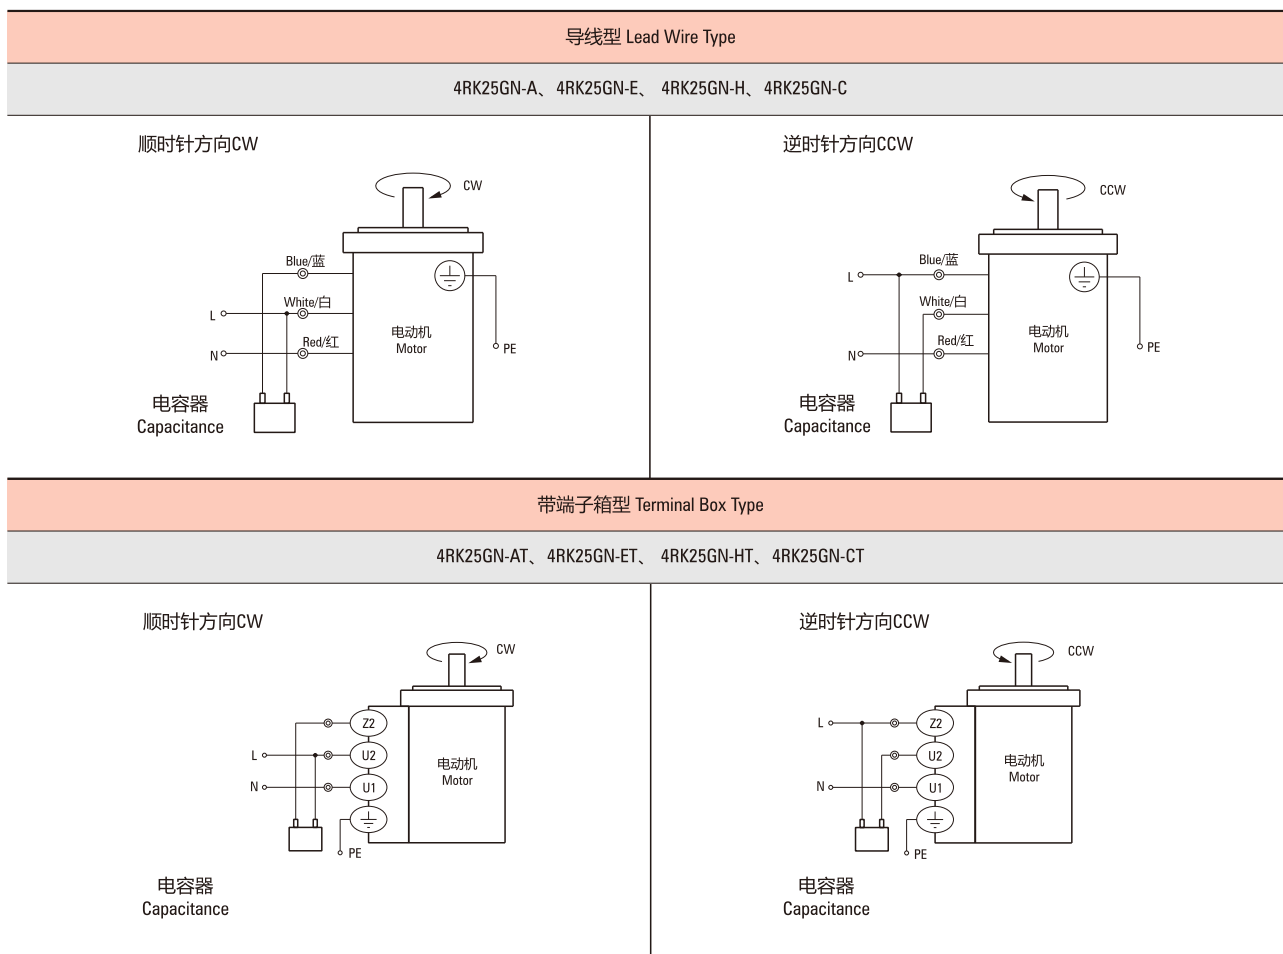 导线型 Lead Wire Type
4RK25GN-A、4RK25GN-E、 4RK25GN-H、4RK25GN-C
顺时针方向CW
CW
Blue/蓝
White/白
L
Red/红
N
电动机
Motor
PE
电容器
Capacitance
逆时针方向CCW
CCW
Blue/蓝
L
White/白
Red/红
N
电动机
Motor
PE
电容器
Capacitance
带端子箱型 Terminal Box Type
4RK25GN-AT、4RK25GN-ET、 4RK25GN-HT、4RK25GN-CT
顺时针方向CW
CW
Z2
L
U2
N
U1
电动机
Motor
PE
电容器
Capacitance
逆时针方向CCW
CCW
L
Z2
U2
N
U1
电动机
Motor
PE
电容器
Capacitance